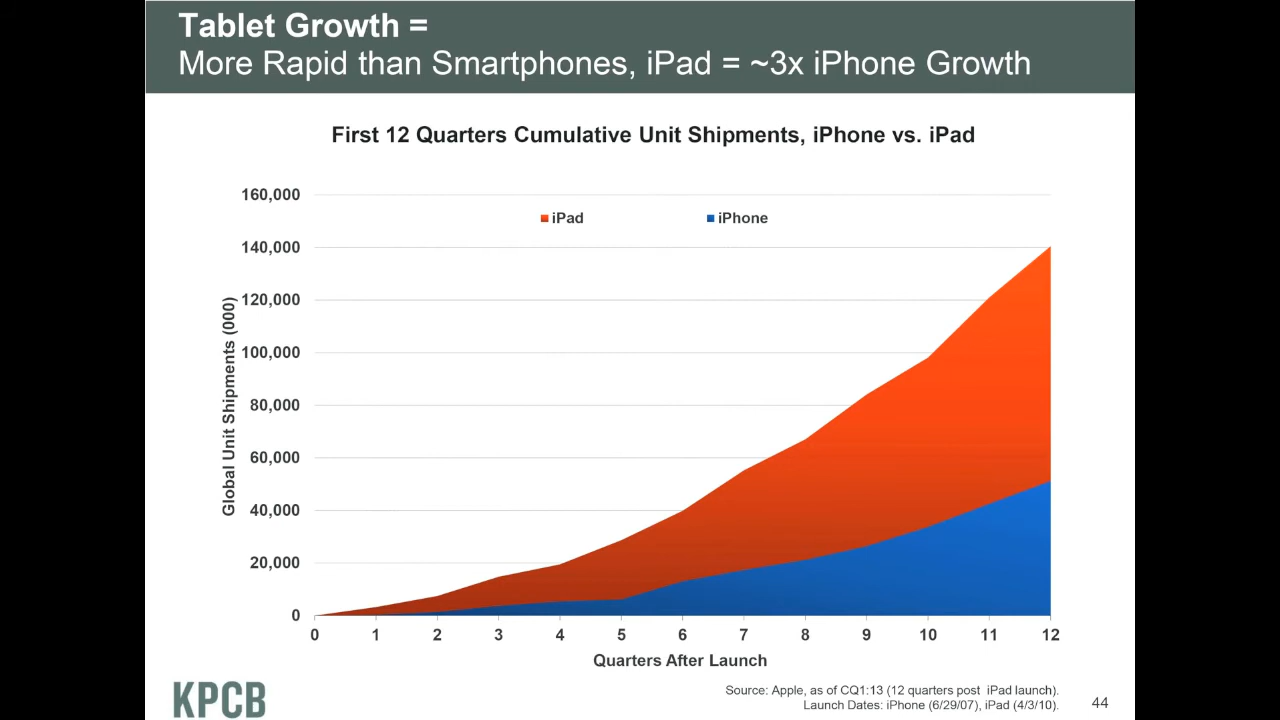 Tablet Growth =
More Rapid than Smartphones, iPad = ~3x iPhone Growth
First 12 Quarters Cumulative Unit Shipments, iPhone vs. iPad
iPad iPhone
Global Unit Shipments (000)
160,000
140,000
120,000
100,000
80,000
60,000
40,000
20,000
0
0 1 2 3 4 5 6 7 8 9 10 11 12
Quarters After Launch
KPCB
Source: Apple, as of CQ1:13 (12 quarters post iPad launch).
Launch Dates: iPhone (6/29/07), iPad (4/3/10).
44